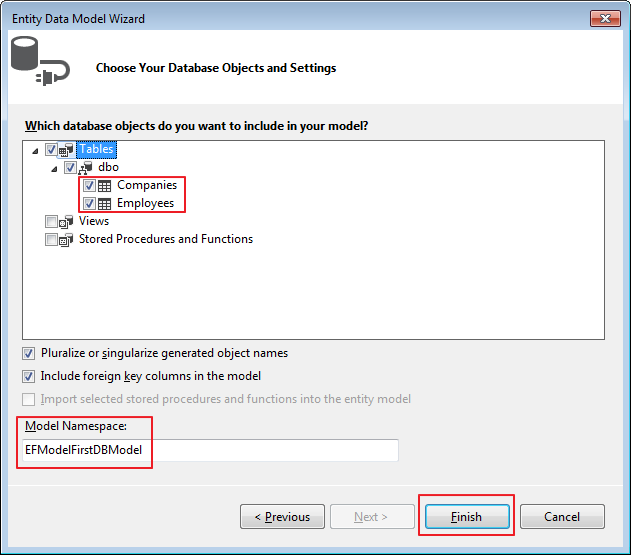 Entity Data Model Wizard
Choose Your Database Objects and Settings
Which database objects do you want to include in your model?
Tables
dbo
Companies
Employees
Views
Stored Procedures and Functions
Pluralize or singularize generated object names
Include foreign key columns in the model
Import selected stored procedures and functions into the entity model
Model Namespace:
EFModelFirstDBModel
< Previous Next > Finish Cancel